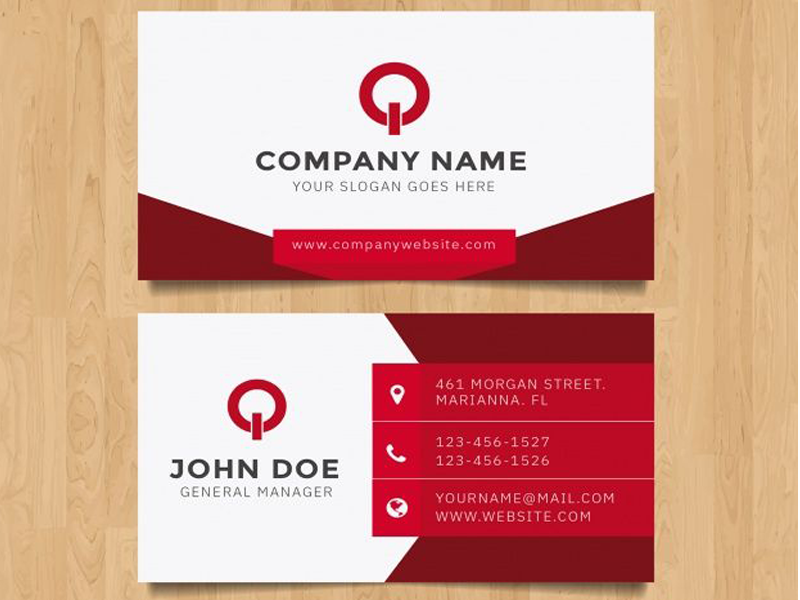 COMPANY NAME
YOUR SLOGAN GOES HERE
www.companywebsite.com
JOHN DOE
GENERAL MANAGER
461 MORGAN STREET.
MARIANNA. FL
123-456-1527
123-456-1526
YOURNAME@MAIL.COM
WWW.WEBSITE.COM